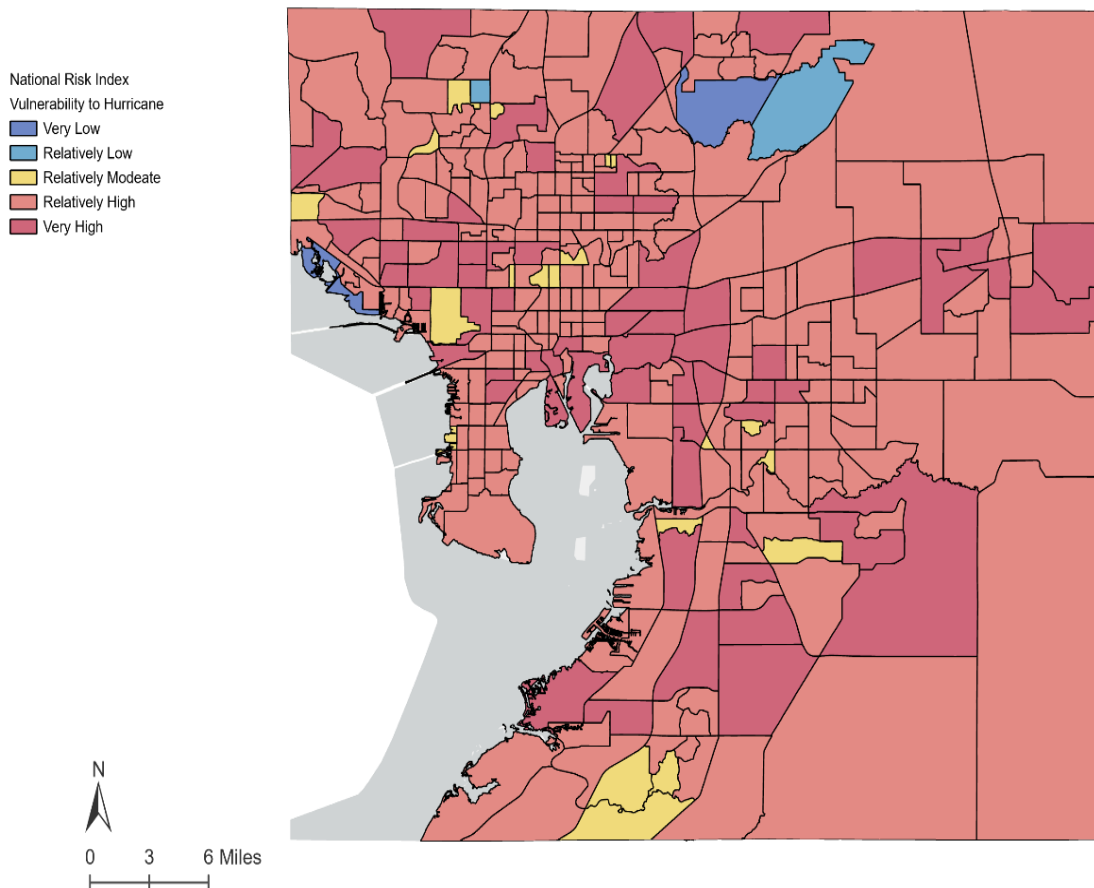 National Risk Index
Vulnerability to Hurricane
Very Low
Relatively Low
Relatively Modeate
Relatively High
Very High
N
0 3 6 Miles